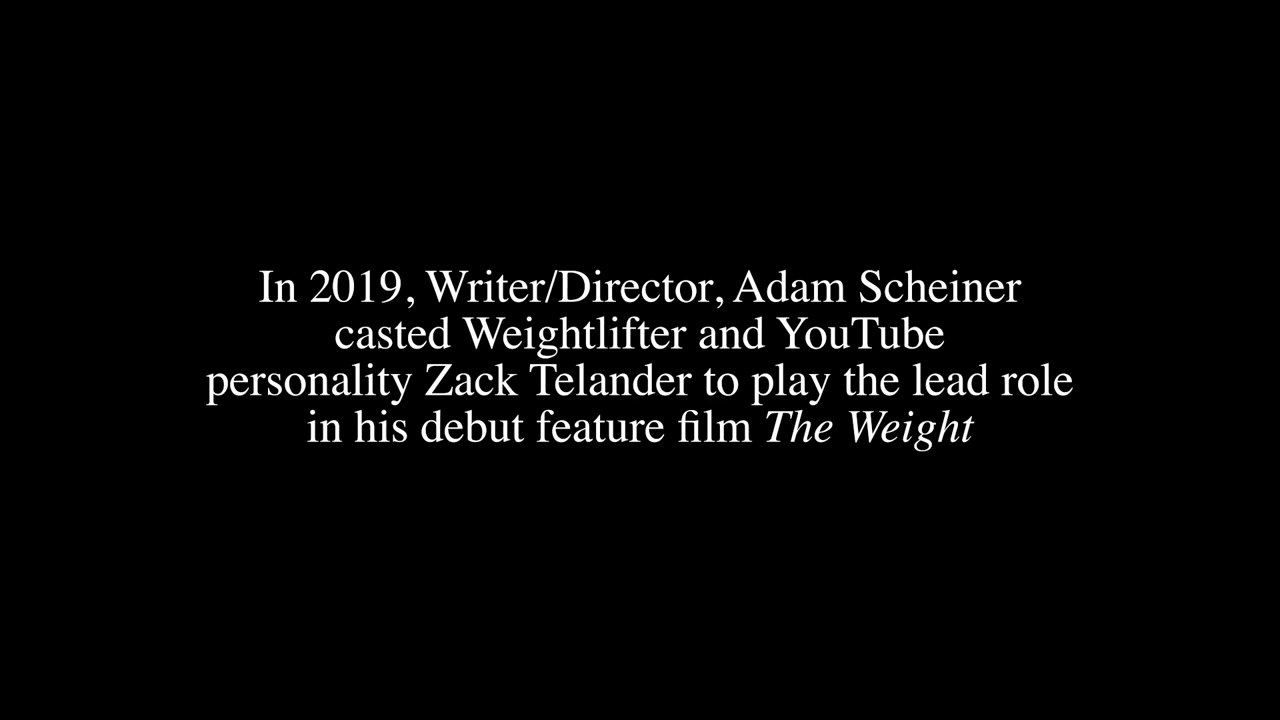 In 2019, Writer/Director, Adam Scheiner
casted Weightlifter and YouTube
personality Zack Telander to play the lead role
in his debut feature film The Weight